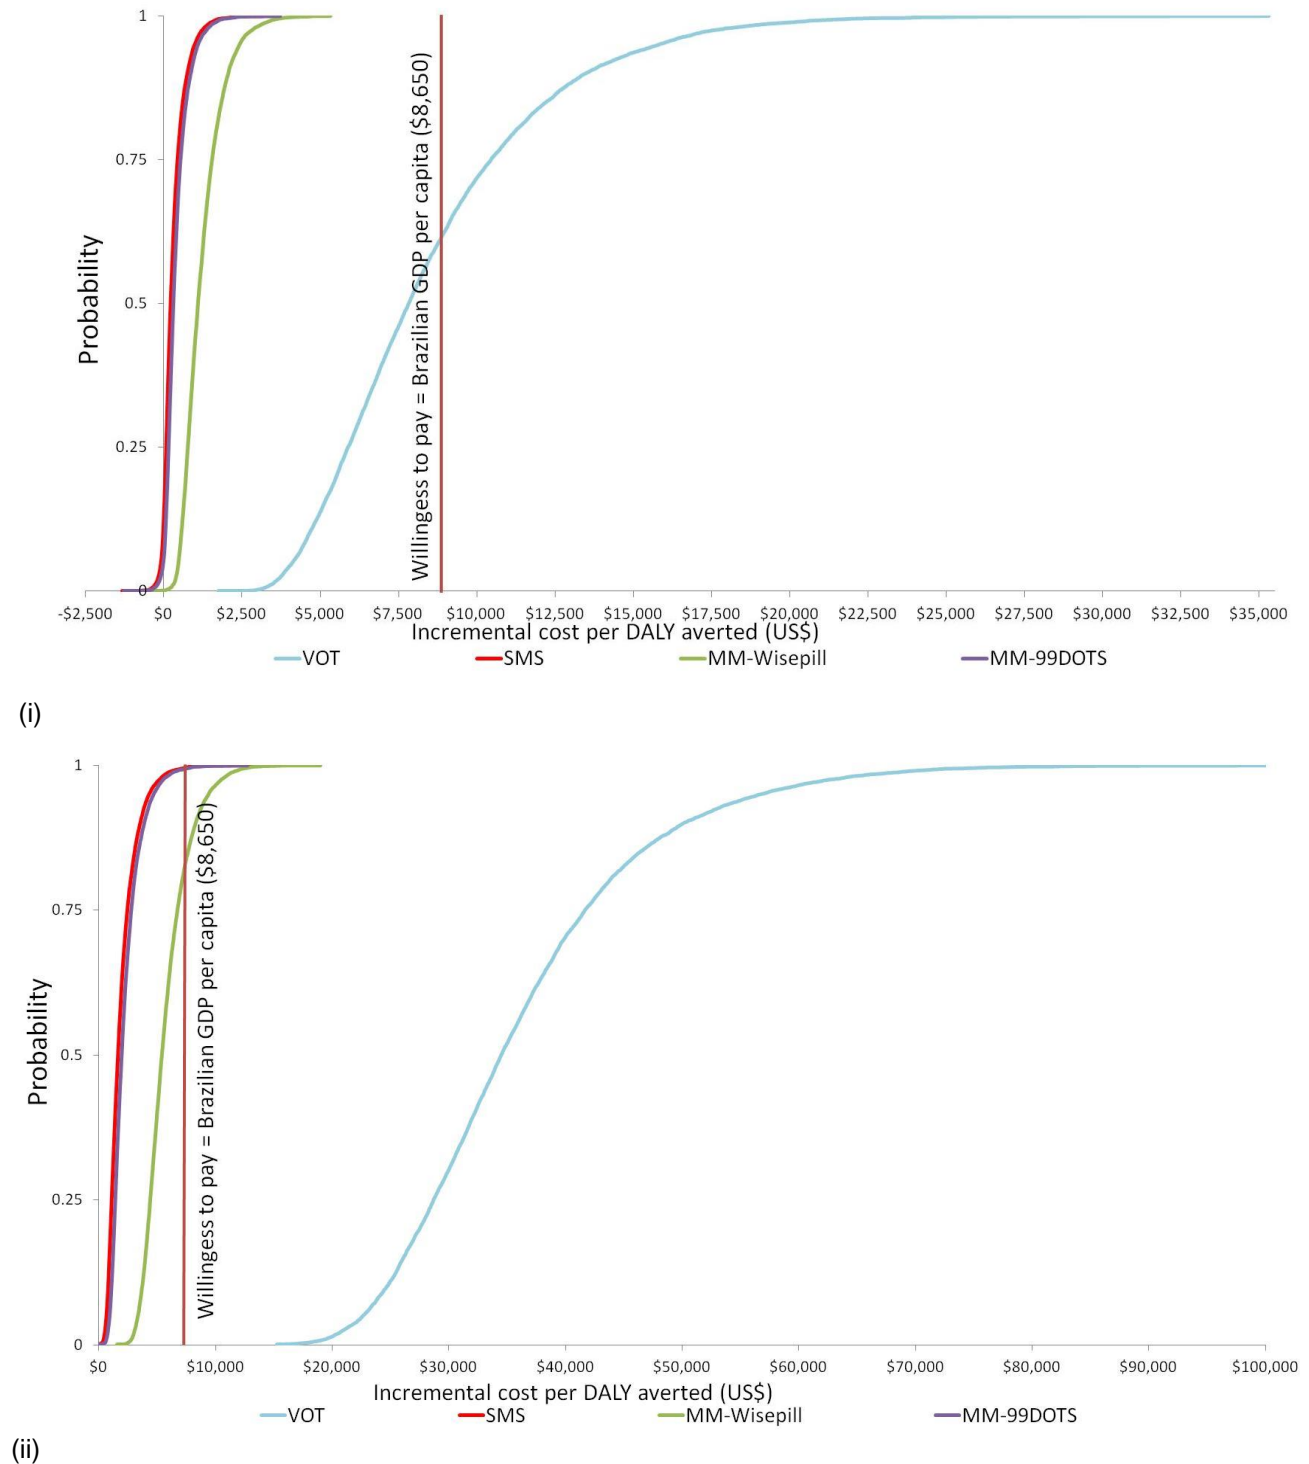 1
0.75
0.5
0.25
0
Probability
Willingess to pay = Brazilian GDP per capita ($8,650)
-$2,500 $0 $2,500 $5,000 $7,500 $10,000 $12,500 $15,000 $17,500 $20,000 $22,500 $25,000 $27,500 $30,000 $32,500 $35,000
Incremental cost per DALY averted (US$)
VOT SMS MM-Wisepill MM-99DOTS
(i)
1
0.75
0.5
0.25
0
Probability
Willingess to pay = Brazilian GDP per capita ($8,650)
$0 $10,000 $20,000 $30,000 $40,000 $50,000 $60,000 $70,000 $80,000 $90,000 $100,000
Incremental cost per DALY averted (US$)
VOT SMS MM-Wisepill MM-99DOTS
(ii)